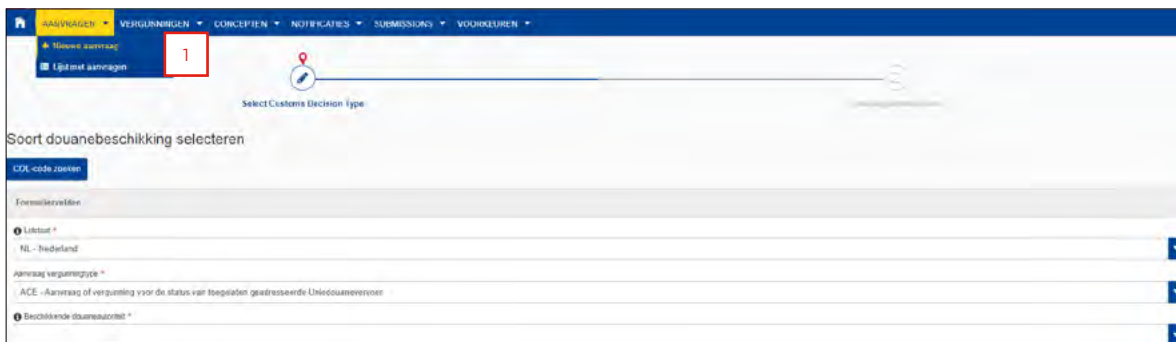 AANVRAGEN VERGUNNINGEN CONCEPTEN NOTIFICATIES SUBMISSIONS VOORKEUREN
Nieuwe aanvraag
Lijst met aanvragen
1
Select Customs Decision Type
Soort douanebeschikking selecteren
COL-code zoeken
Formuliervelden
Lidstaat *
NL - Nederland
Aanvraag vergunningtype *
ACE - Aanvraag of vergunning voor de status van toegelaten geadresseerde Uniedouanevervoer
Beschikkende douaneautoriteit *